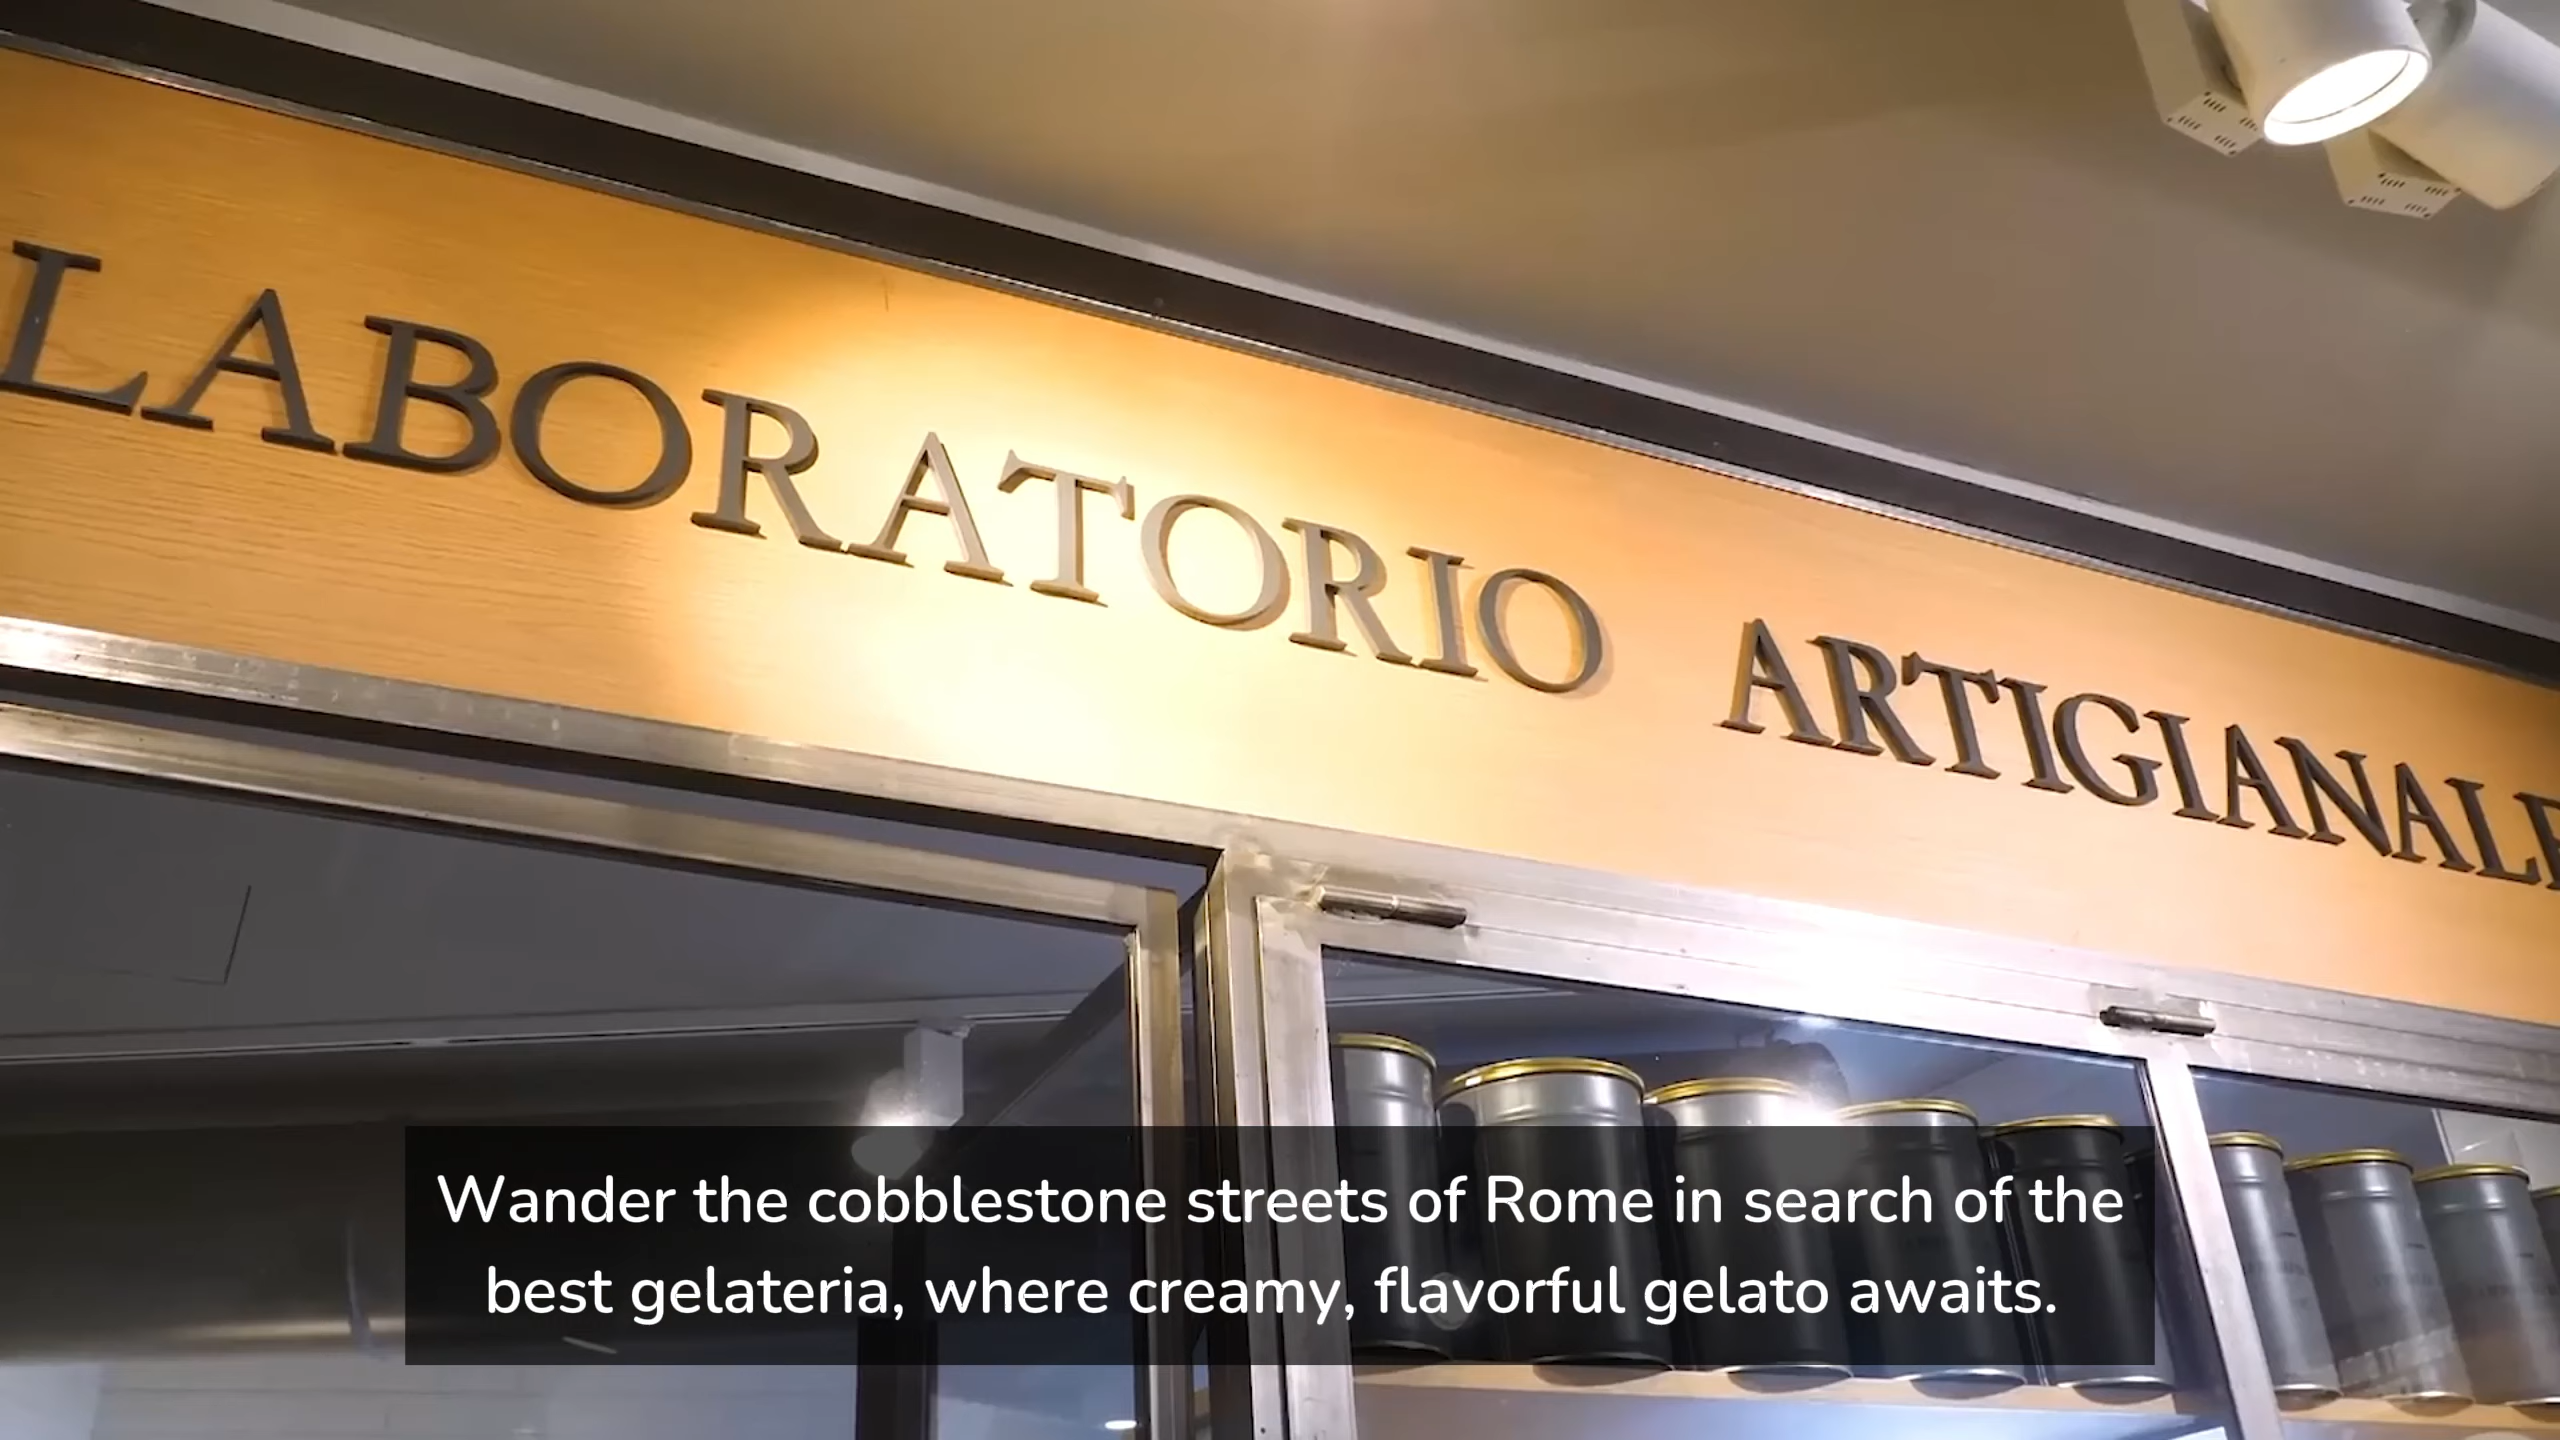 LABORATORIO ARTIGIANALE
Wander the cobblestone streets of Rome in search of the
best gelateria, where creamy, flavorful gelato awaits.